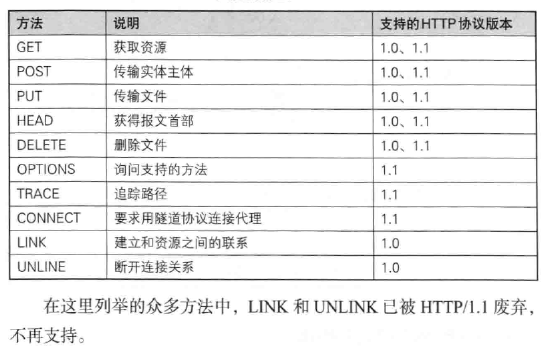 方法 说明 支持的HTTP协议版本
GET 获取资源 1.0、1.1
POST 传输实体主体 1.0、1.1
PUT 传输文件 1.0、1.1
HEAD 获得报文首部 1.0、1.1
DELETE 删除文件 1.0、1.1
OPTIONS 询问支持的方法 1.1
TRACE 追踪路径 1.1
CONNECT 要求用隧道协议连接代理 1.1
LINK 建立和资源之间的联系 1.0
UNLINE 断开连接关系 1.0
在这里列举的众多方法中，LINK 和 UNLINK 已被 HTTP/1.1 废弃，
不再支持。